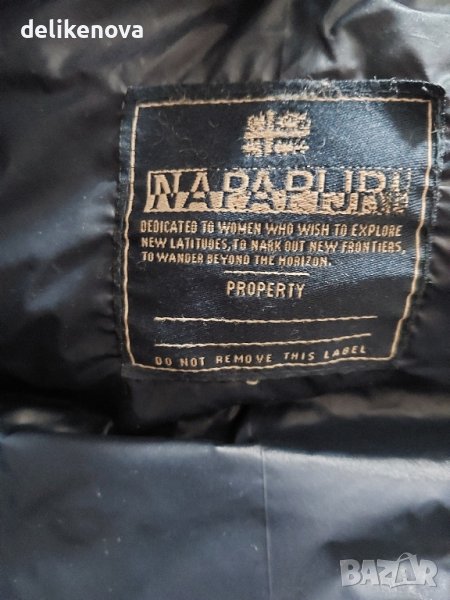 delikenova
NAPAPIJRI
DEDICATED TO WOMEN WHO WISH TO EXPLORE
NEW LATITUDES, TO NARK OUT NEW FRONTIERS,
TO WANDER BEYOND THE HORIZON.
PROPERTY
DO NOT REMOVE THIS LABEL
BAZAR